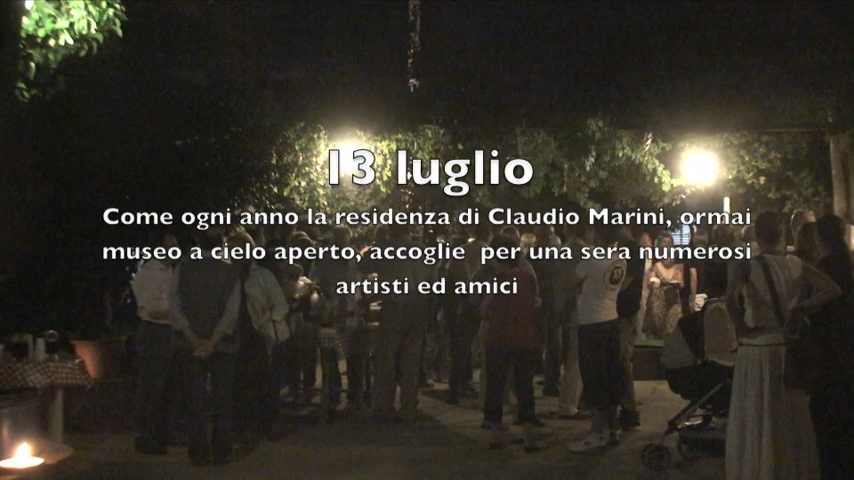 13 luglio
Come ogni anno la residenza di Claudio Marini, ormai
museo a cielo aperto, accoglie  per una sera numerosi
artisti ed amici